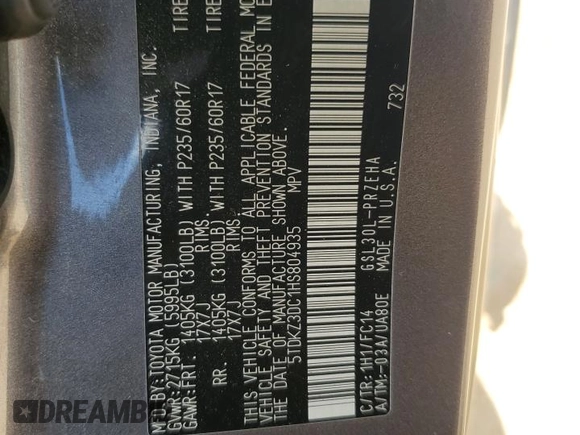 MFD.BY:TOYOTA MOTOR MANUFACTURING, INDIANA, INC.
GVWR:2715KG (5995LB) TIRE
GAWR:FRT. 1405KG (3100LB) WITH P235/60R17
17X7J RIMS. TIRE
RR. 1405KG (3100LB) WITH P235/60R17
17X7J RIMS.
THIS VEHICLE CONFORMS TO ALL APPLICABLE FEDERAL MO
VEHICLE SAFETY AND THEFT PREVENTION STANDARDS IN E
THE DATE OF MANUFACTURE SHOWN ABOVE.
5TDKZ3DC1HS804935 MPV
732
C/TR:1H1/FC14 GSL30L-PRZEHA
A/TM:-03A/UA80E MADE IN U.S.A.
DREAMBI